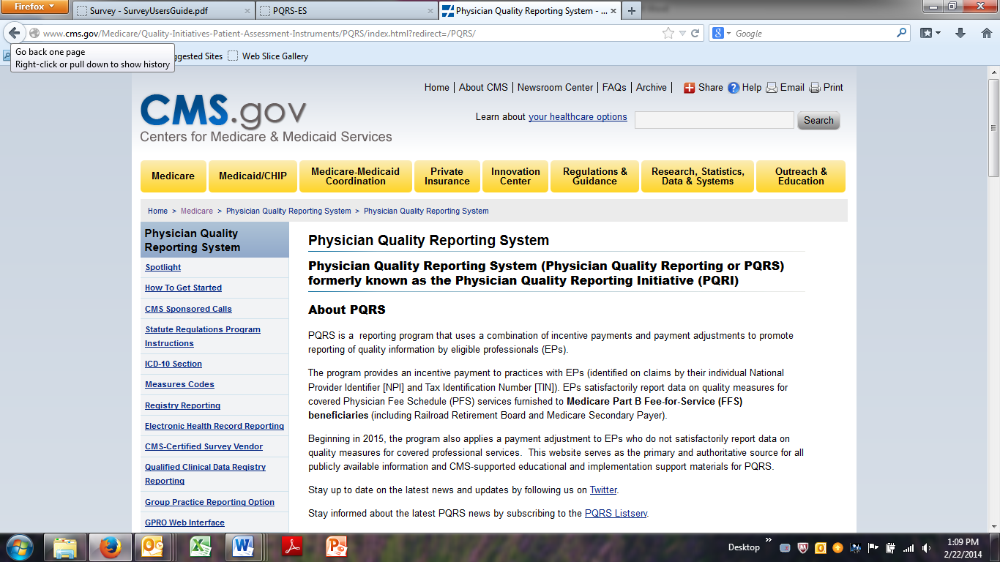 Firefox
Survey - SurveyUsersGuide.pdf
PQRS-ES
Physician Quality Reporting System - ...
www.cms.gov/Medicare/Quality-Initiatives-Patient-Assessment-Instruments/PQRS/index.html?redirect=/PQRS/
Google
Go back one page
Right-click or pull down to show history
ggested Sites
Web Slice Gallery
Home | About CMS | Newsroom Center | FAQs | Archive | Share Help Email Print
CMS.gov
Centers for Medicare & Medicaid Services
Learn about your healthcare options
Search
Medicare
Medicaid/CHIP
Medicare-Medicaid
Coordination
Private
Insurance
Innovation
Center
Regulations &
Guidance
Research, Statistics,
Data & Systems
Outreach &
Education
Home > Medicare > Physician Quality Reporting System > Physician Quality Reporting System
Physician Quality
Reporting System
Spotlight
How To Get Started
CMS Sponsored Calls
Statute Regulations Program
Instructions
ICD-10 Section
Measures Codes
Registry Reporting
Electronic Health Record Reporting
CMS-Certified Survey Vendor
Qualified Clinical Data Registry
Reporting
Group Practice Reporting Option
GPRO Web Interface
Physician Quality Reporting System
Physician Quality Reporting System (Physician Quality Reporting or PQRS)
formerly known as the Physician Quality Reporting Initiative (PQRI)
About PQRS
PQRS is a  reporting program that uses a combination of incentive payments and payment adjustments to promote
reporting of quality information by eligible professionals (EPs).
The program provides an incentive payment to practices with EPs (identified on claims by their individual National
Provider Identifier [NPI] and Tax Identification Number [TIN]). EPs satisfactorily report data on quality measures for
covered Physician Fee Schedule (PFS) services furnished to Medicare Part B Fee-for-Service (FFS)
beneficiaries (including Railroad Retirement Board and Medicare Secondary Payer).
Beginning in 2015, the program also applies a payment adjustment to EPs who do not satisfactorily report data on
quality measures for covered professional services.  This website serves as the primary and authoritative source for all
publicly available information and CMS-supported educational and implementation support materials for PQRS.
Stay up to date on the latest news and updates by following us on Twitter.
Stay informed about the latest PQRS news by subscribing to the PQRS Listserv.
Desktop
1:09 PM
2/22/2014